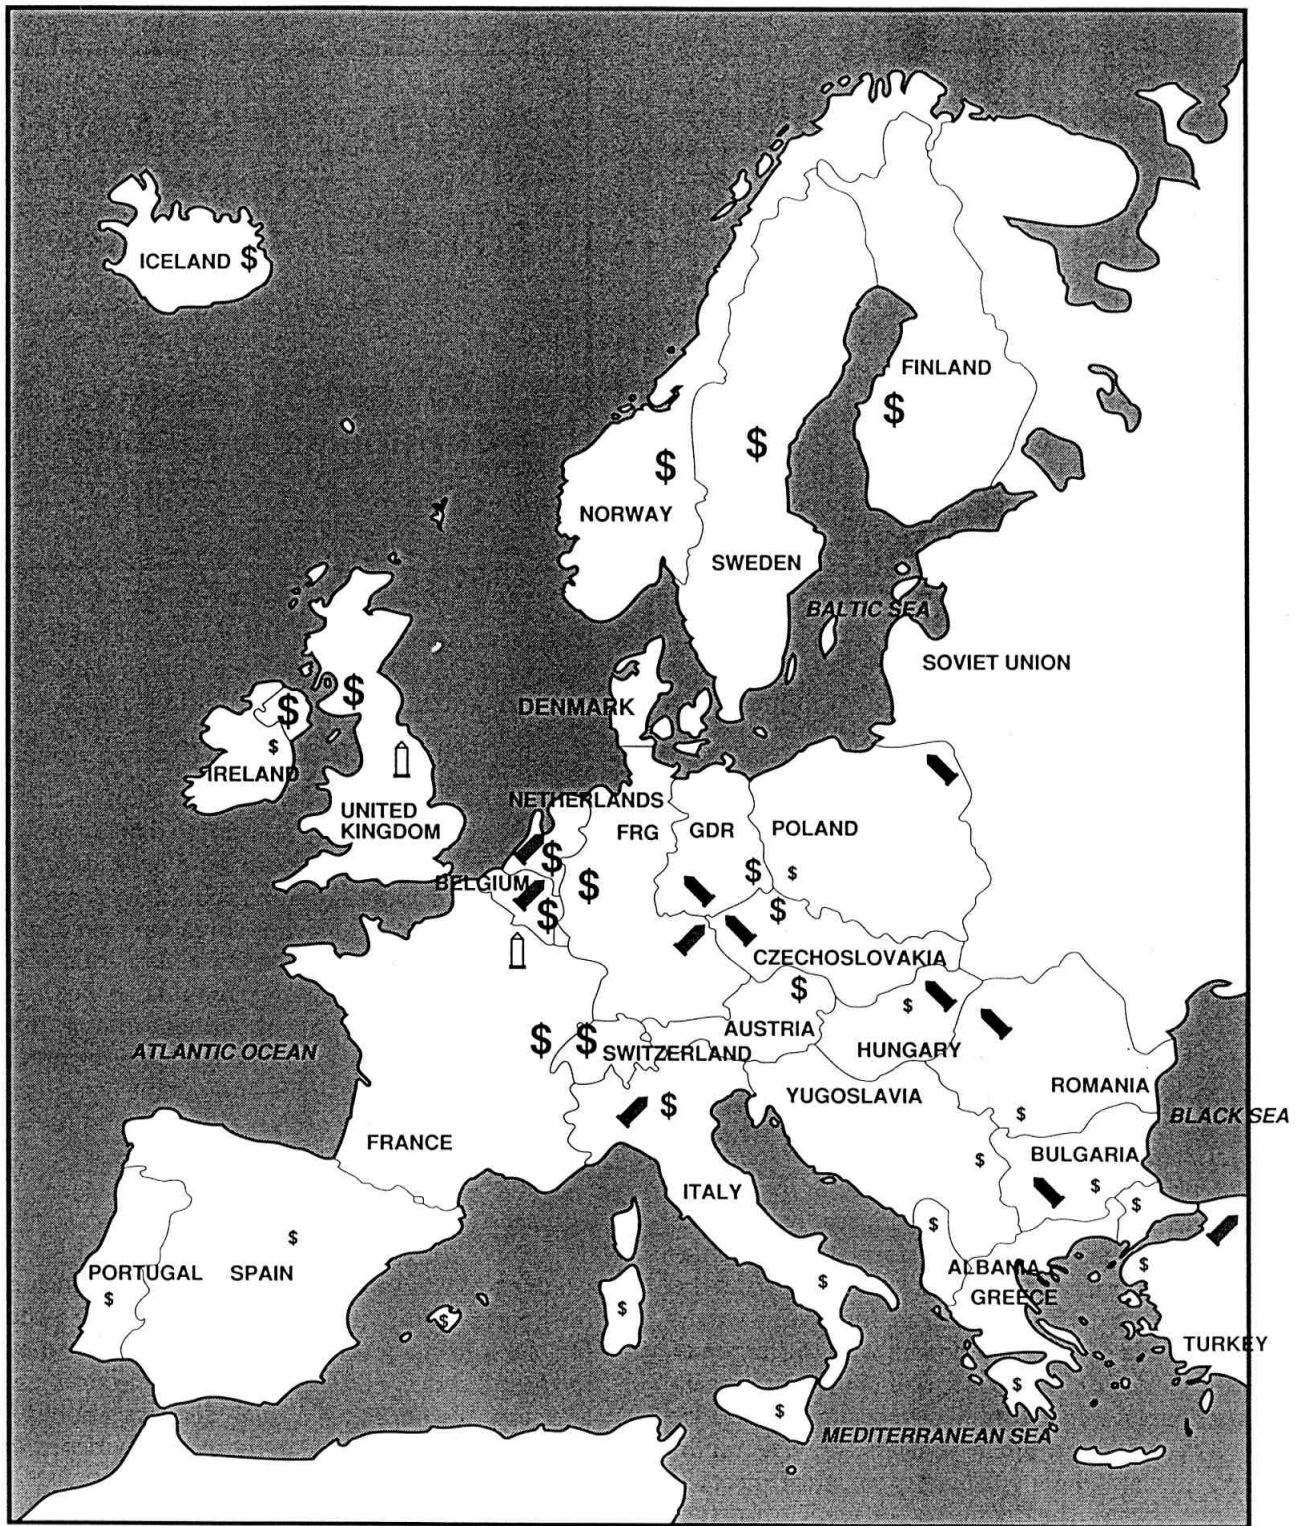 ICELAND $
FINLAND
$
$
$
NORWAY
SWEDEN
BALTIC SEA
SOVIET UNION
$
$
DENMARK
$
IRELAND
NETHERLANDS
UNITED
KINGDOM
FRG
GDR
POLAND
$
$
$
$
BELGIUM
$
$
$
CZECHOSLOVAKIA
$
$
AUSTRIA
$
$
SWITZERLAND
HUNGARY
ATLANTIC OCEAN
ROMANIA
YUGOSLAVIA
$
$
BLACK SEA
FRANCE
BULGARIA
$
ITALY
$
$
$
$
PORTUGAL
SPAIN
ALBANIA
$
$
GREECE
$
$
$
TURKEY
$
$
MEDITERRANEAN SEA